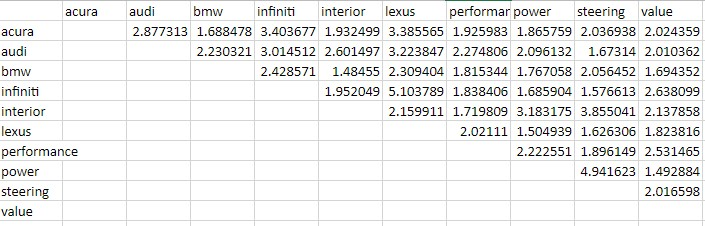 acura audi bmw infiniti interior lexus performar power steering value
acura 2.877313 1.688478 3.403677 1.932499 3.385565 1.925983 1.865759 2.036938 2.024359
audi 2.230321 3.014512 2.601497 3.223847 2.274806 2.096132 1.67314 2.010362
bmw 2.428571 1.48455 2.309404 1.815344 1.767058 2.056452 1.694352
infiniti 1.952049 5.103789 1.838406 1.685904 1.576613 2.638099
interior 2.159911 1.719809 3.183175 3.855041 2.137858
lexus 2.02111 1.504939 1.626306 1.823816
performance 2.222551 1.896149 2.531465
power 4.941623 1.492884
steering 2.016598
value